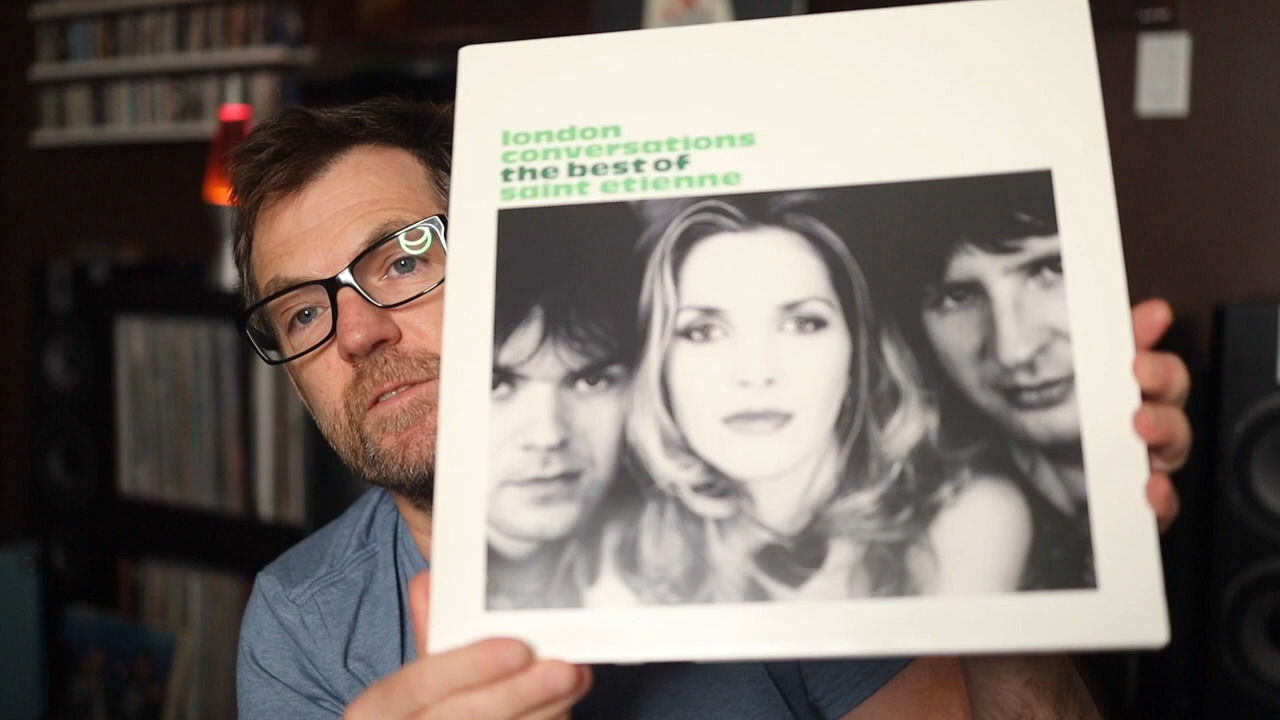 london
conversations
the best of
saint etienne